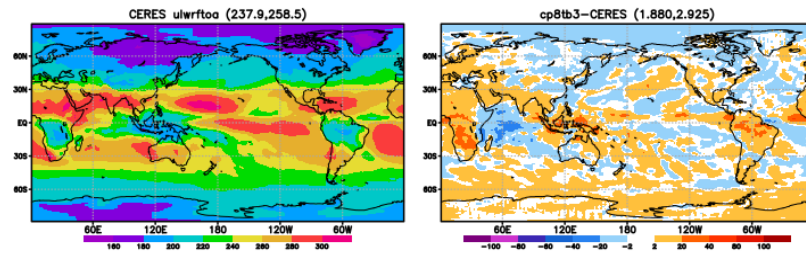 CERES ulwrftoa (237.9,258.5)
60N
30N
EQ
30S
60S
60E 120E 180 120W 60W
160 180 200 220 240 260 280 300
cp8tb3-CERES (1.880,2.925)
60N
30N
EQ
30S
60S
60E 120E 180 120W 60W
-100 -60 -40 -20 -2 2 20 40 60 100